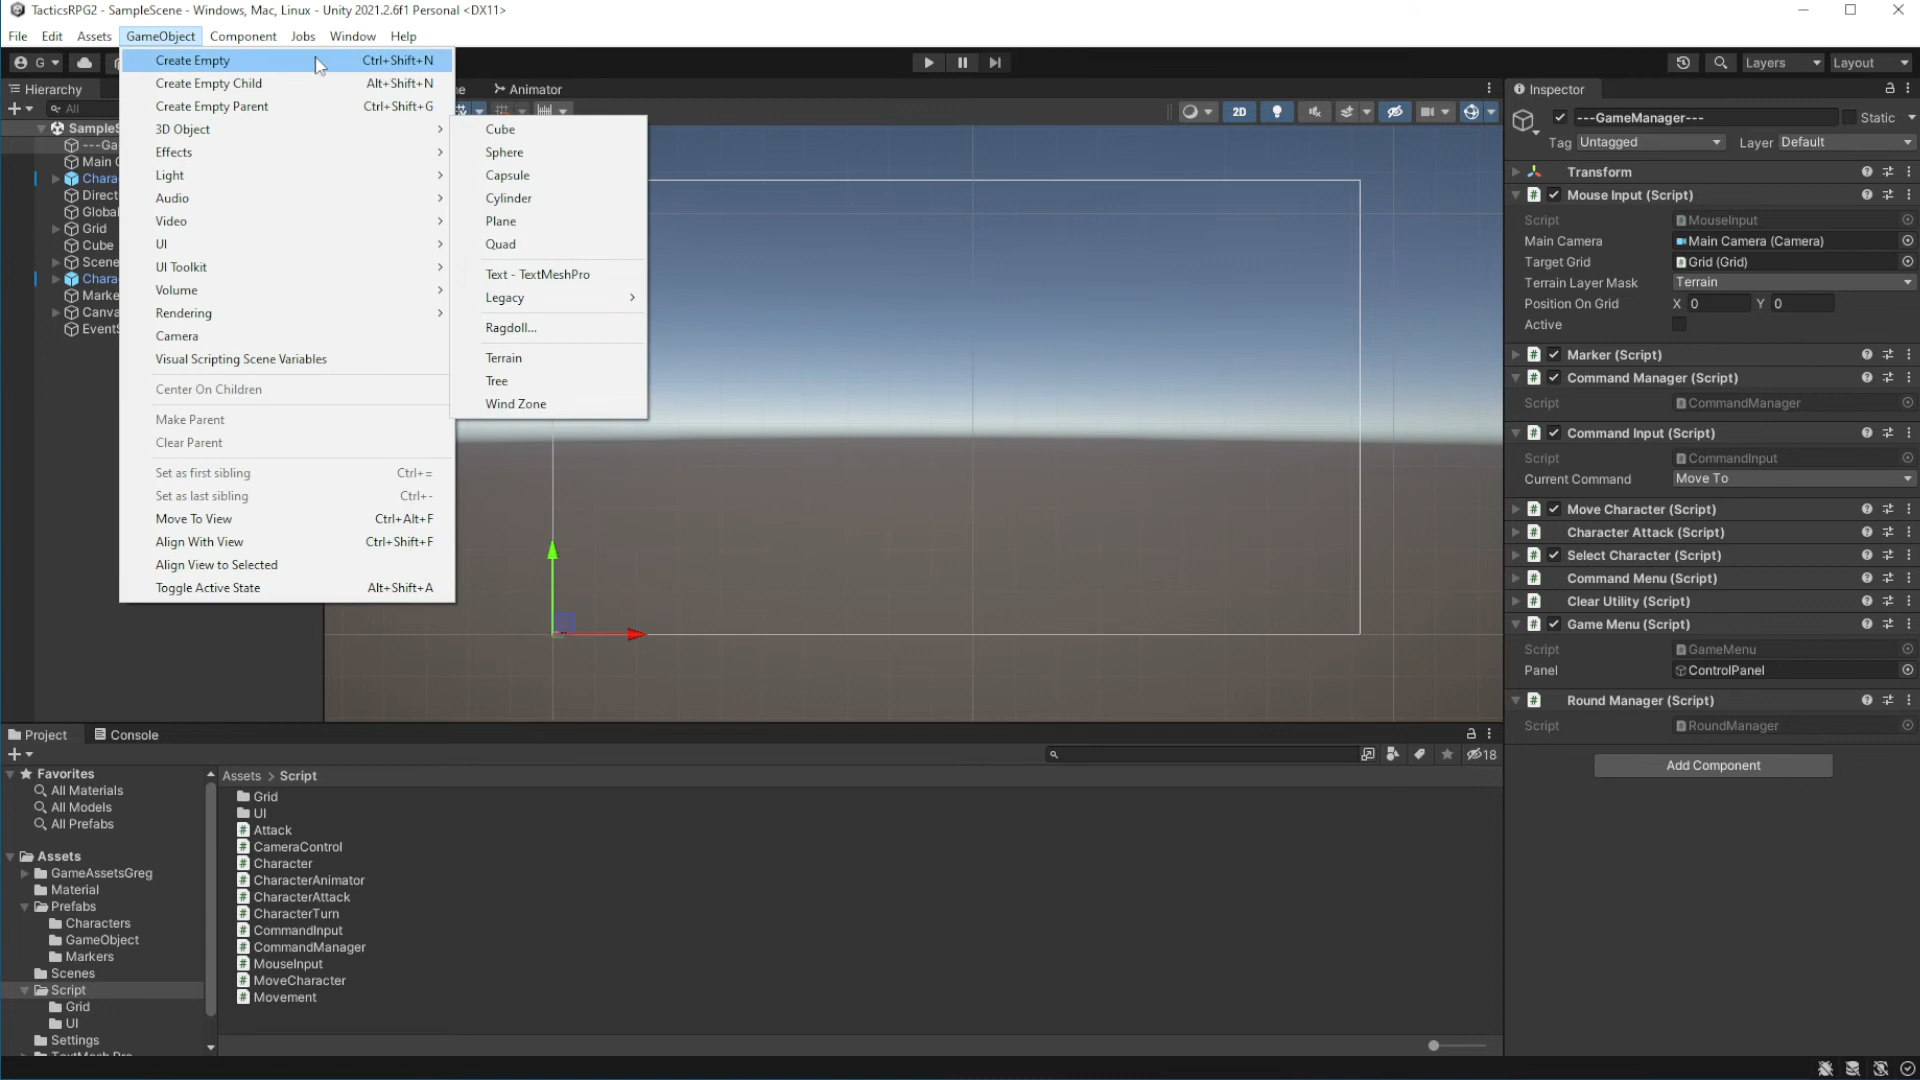 TacticsRPG2 - SampleScene - Windows, Mac, Linux - Unity 2021.2.6f1 Personal <DX11>
File Edit Assets GameObject Component Jobs Window Help
G Layers Layout
Create Empty Ctrl+Shift+N
Create Empty Child Alt+Shift+N
Create Empty Parent Ctrl+Shift+G
3D Object
Effects
Light
Audio
Video
UI
UI Toolkit
Volume
Rendering
Camera
Visual Scripting Scene Variables
Center On Children
Make Parent
Clear Parent
Set as first sibling Ctrl+=
Set as last sibling Ctrl+-
Move To View Ctrl+Alt+F
Align With View Ctrl+Shift+F
Align View to Selected
Toggle Active State Alt+Shift+A
Cube
Sphere
Capsule
Cylinder
Plane
Quad
Text - TextMeshPro
Legacy
Ragdoll...
Terrain
Tree
Wind Zone
Hierarchy
All
SampleS
---Ga
Main C
Chara
Direct
Global
Grid
Cube
Scene
Chara
Marke
Canva
EventS
ne Animator
2D
Inspector
---GameManager--- Static
Tag Untagged Layer Default
Transform
Mouse Input (Script)
Script MouseInput
Main Camera Main Camera (Camera)
Target Grid Grid (Grid)
Terrain Layer Mask Terrain
Position On Grid X 0 Y 0
Active
Marker (Script)
Command Manager (Script)
Script CommandManager
Command Input (Script)
Script CommandInput
Current Command Move To
Move Character (Script)
Character Attack (Script)
Select Character (Script)
Command Menu (Script)
Clear Utility (Script)
Game Menu (Script)
Script GameMenu
Panel ControlPanel
Round Manager (Script)
Script RoundManager
Add Component
Project Console
18
Favorites
All Materials
All Models
All Prefabs
Assets
GameAssetsGreg
Material
Prefabs
Characters
GameObject
Markers
Scenes
Script
Grid
UI
Settings
TextMesh Pro
Assets > Script
Grid
UI
Attack
CameraControl
Character
CharacterAnimator
CharacterAttack
CharacterTurn
CommandInput
CommandManager
MouseInput
MoveCharacter
Movement